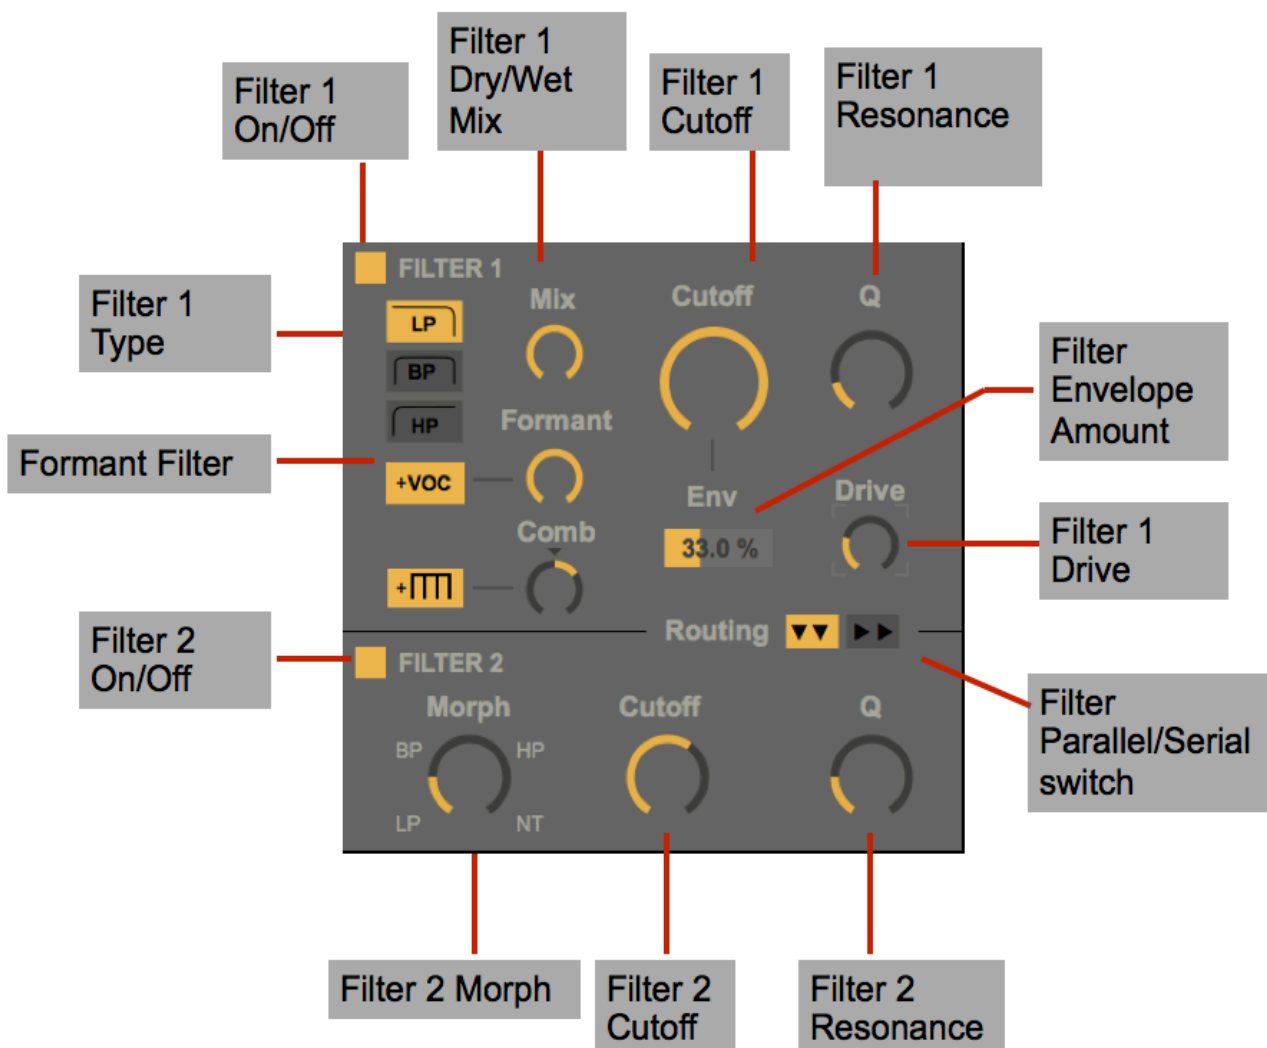 Filter 1
Dry/Wet
Mix
Filter 1
On/Off
Filter 1
Cutoff
Filter 1
Resonance
FILTER 1
Filter 1
Type
LP
BP
HP
Mix
Cutoff
Q
Filter
Envelope
Amount
Formant Filter
Formant
+VOC
Env
Drive
33.0 %
Comb
+
Filter 1
Drive
Routing
Filter 2
On/Off
FILTER 2
Morph
BP
HP
LP
NT
Cutoff
Q
Filter
Parallel/Serial
switch
Filter 2 Morph
Filter 2
Cutoff
Filter 2
Resonance